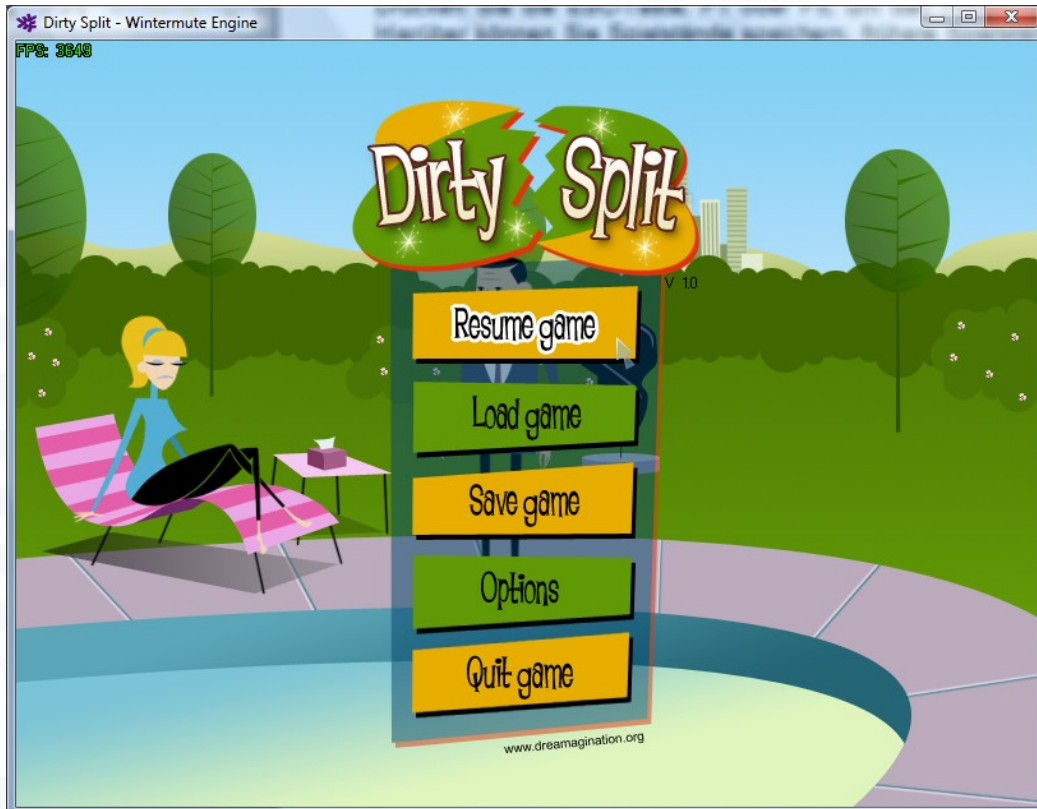 Dirty Split - Wintermute Engine
FPS: 3649
Dirty Split
V 1.0
Resume game
Load game
Save game
Options
Quit game
www.dreamagination.org